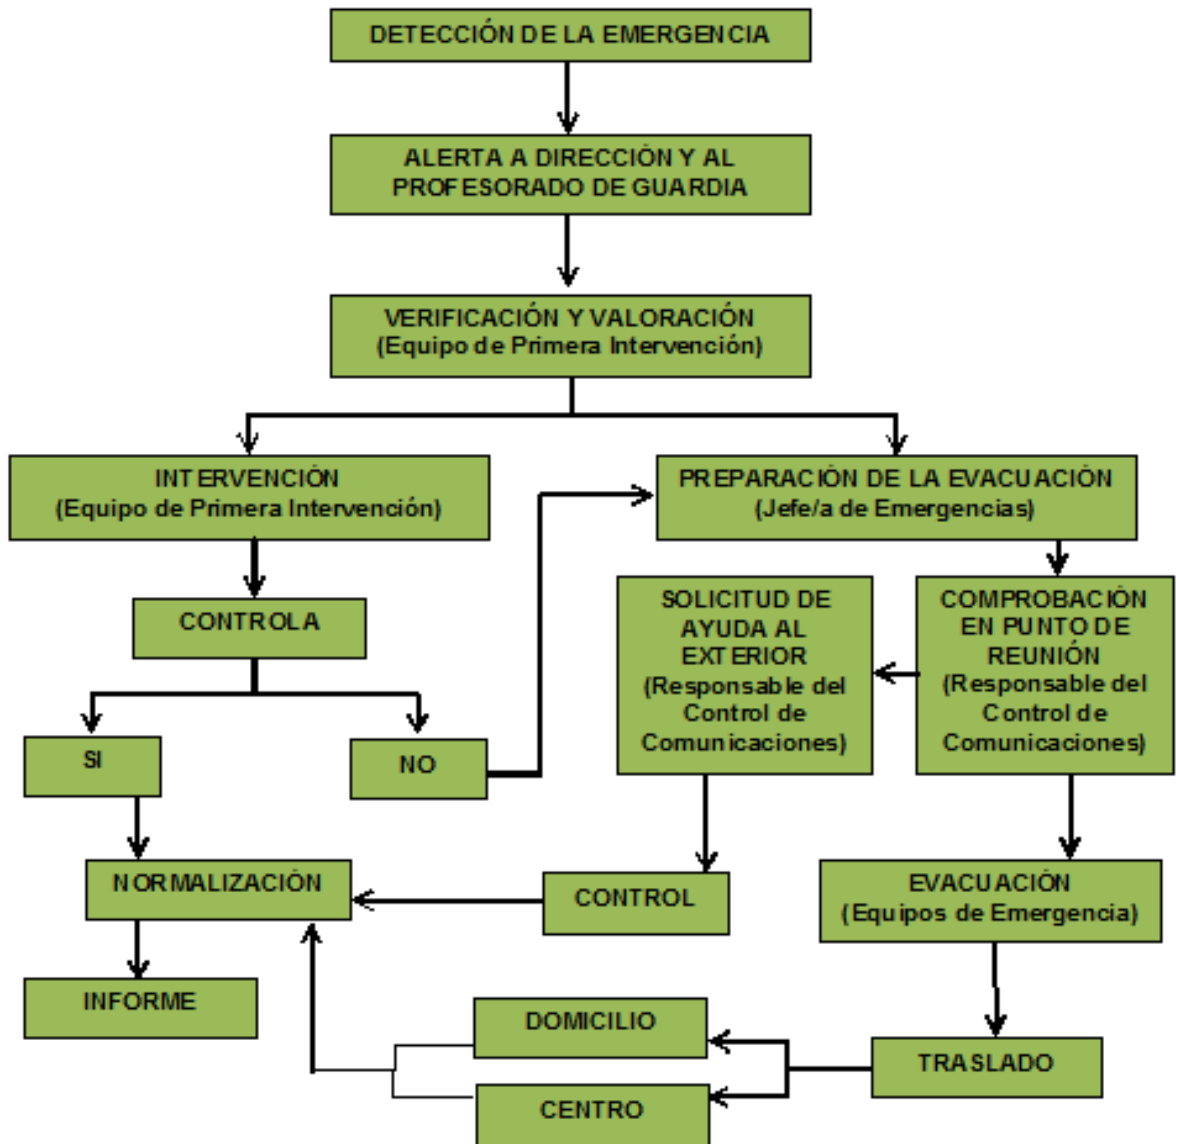 DETECCIÓN DE LA EMERGENCIA
ALERTA A DIRECCIÓN Y AL
PROFESORADO DE GUARDIA
VERIFICACIÓN Y VALORACIÓN
(Equipo de Primera Intervención)
INTERVENCIÓN
(Equipo de Primera Intervención)
PREPARACIÓN DE LA EVACUACIÓN
(Jefe/a de Emergencias)
CONTROLA
SOLICITUD DE
AYUDA AL
EXTERIOR
(Responsable del
Control de
Comunicaciones)
COMPROBACIÓN
EN PUNTO DE
REUNIÓN
(Responsable del
Control de
Comunicaciones)
SI
NO
NORMALIZACIÓN
CONTROL
EVACUACIÓN
(Equipos de Emergencia)
INFORME
DOMICILIO
TRASLADO
CENTRO